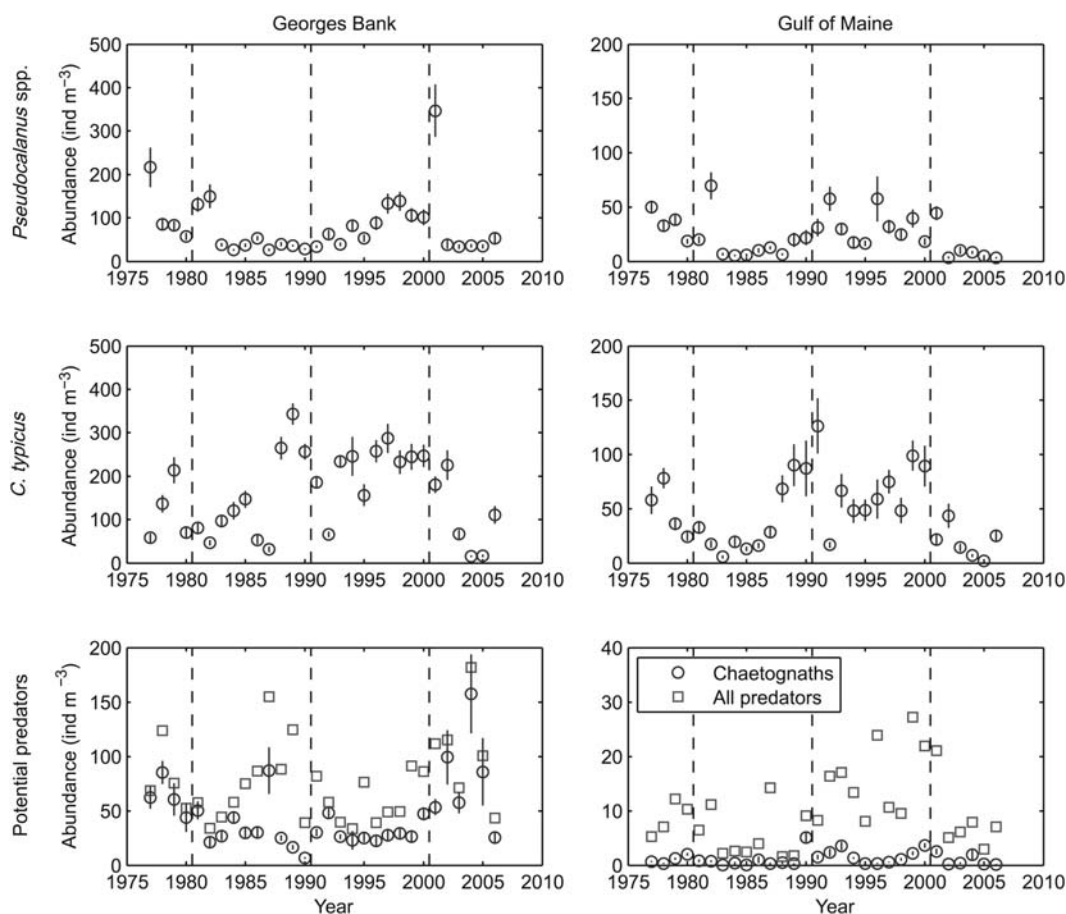 Georges Bank
Gulf of Maine
Pseudocalanus spp.
Abundance (ind m⁻³)
500
400
300
200
100
0
1975 1980 1985 1990 1995 2000 2005 2010
200
150
100
50
0
1975 1980 1985 1990 1995 2000 2005 2010
C. typicus
Abundance (ind m⁻³)
500
400
300
200
100
0
1975 1980 1985 1990 1995 2000 2005 2010
200
150
100
50
0
1975 1980 1985 1990 1995 2000 2005 2010
Potential predators
Abundance (ind m⁻³)
200
150
100
50
0
1975 1980 1985 1990 1995 2000 2005 2010
Year
40
30
20
10
0
Chaetognaths
All predators
1975 1980 1985 1990 1995 2000 2005 2010
Year